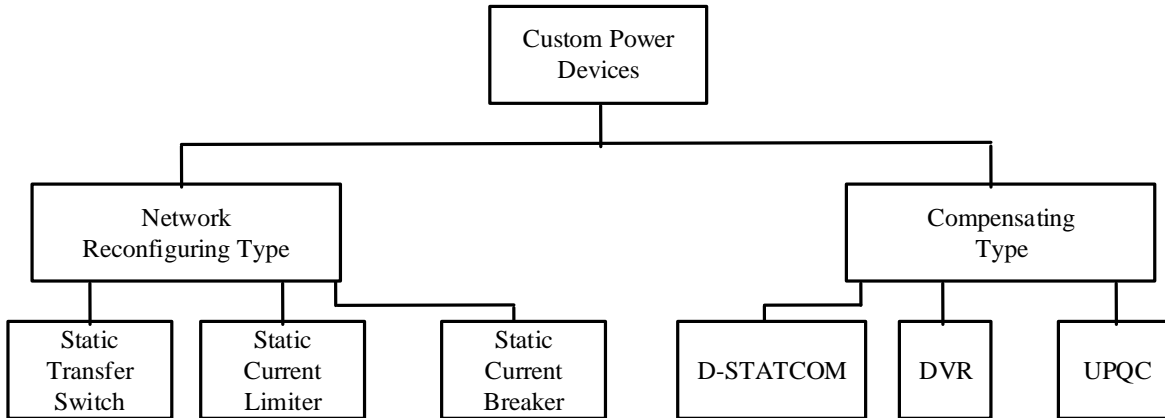 Custom Power
Devices
Network
Reconfiguring Type
Compensating
Type
Static
Transfer
Switch
Static
Current
Limiter
Static
Current
Breaker
D-STATCOM
DVR
UPQC